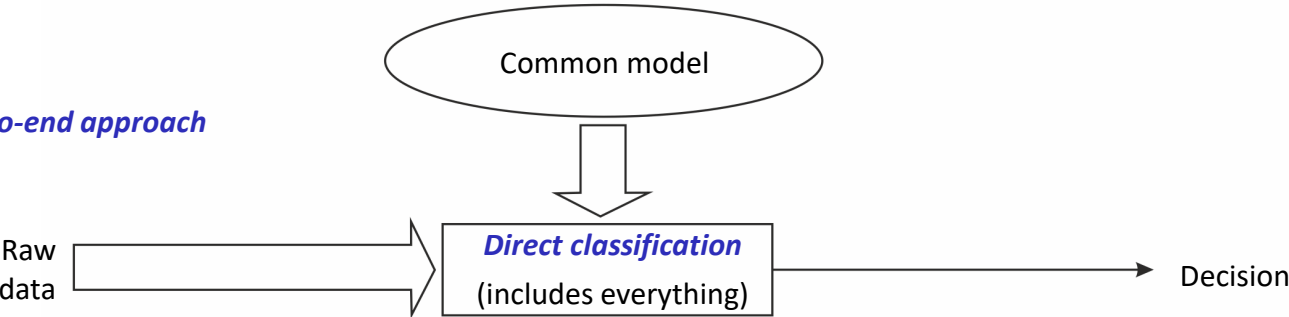 Common model
o-end approach
Raw
data
Direct classification
(includes everything)
Decision